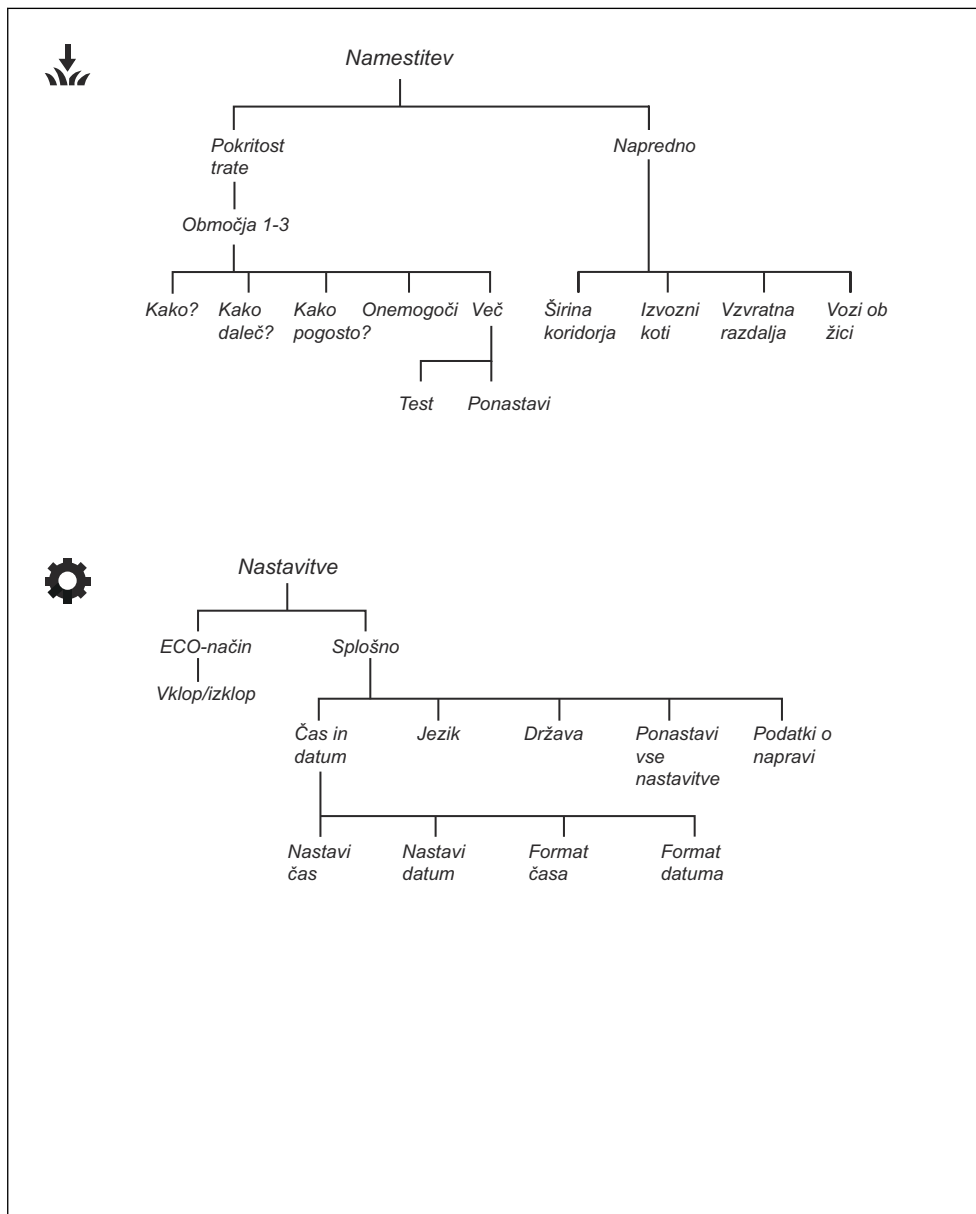 Namestitev
Pokritost
trate
Napredno
Območja 1-3
Kako?
Kako
daleč?
Kako
pogosto?
Onemogoči
Več
Širina
koridorja
Izvozni
koti
Vzvratna
razdalja
Vozi ob
žici
Test
Ponastavi
Nastavitve
ECO-način
Splošno
Vklop/izklop
Čas in
datum
Jezik
Država
Ponastavi
vse
nastavitve
Podatki o
napravi
Nastavi
čas
Nastavi
datum
Format
časa
Format
datuma